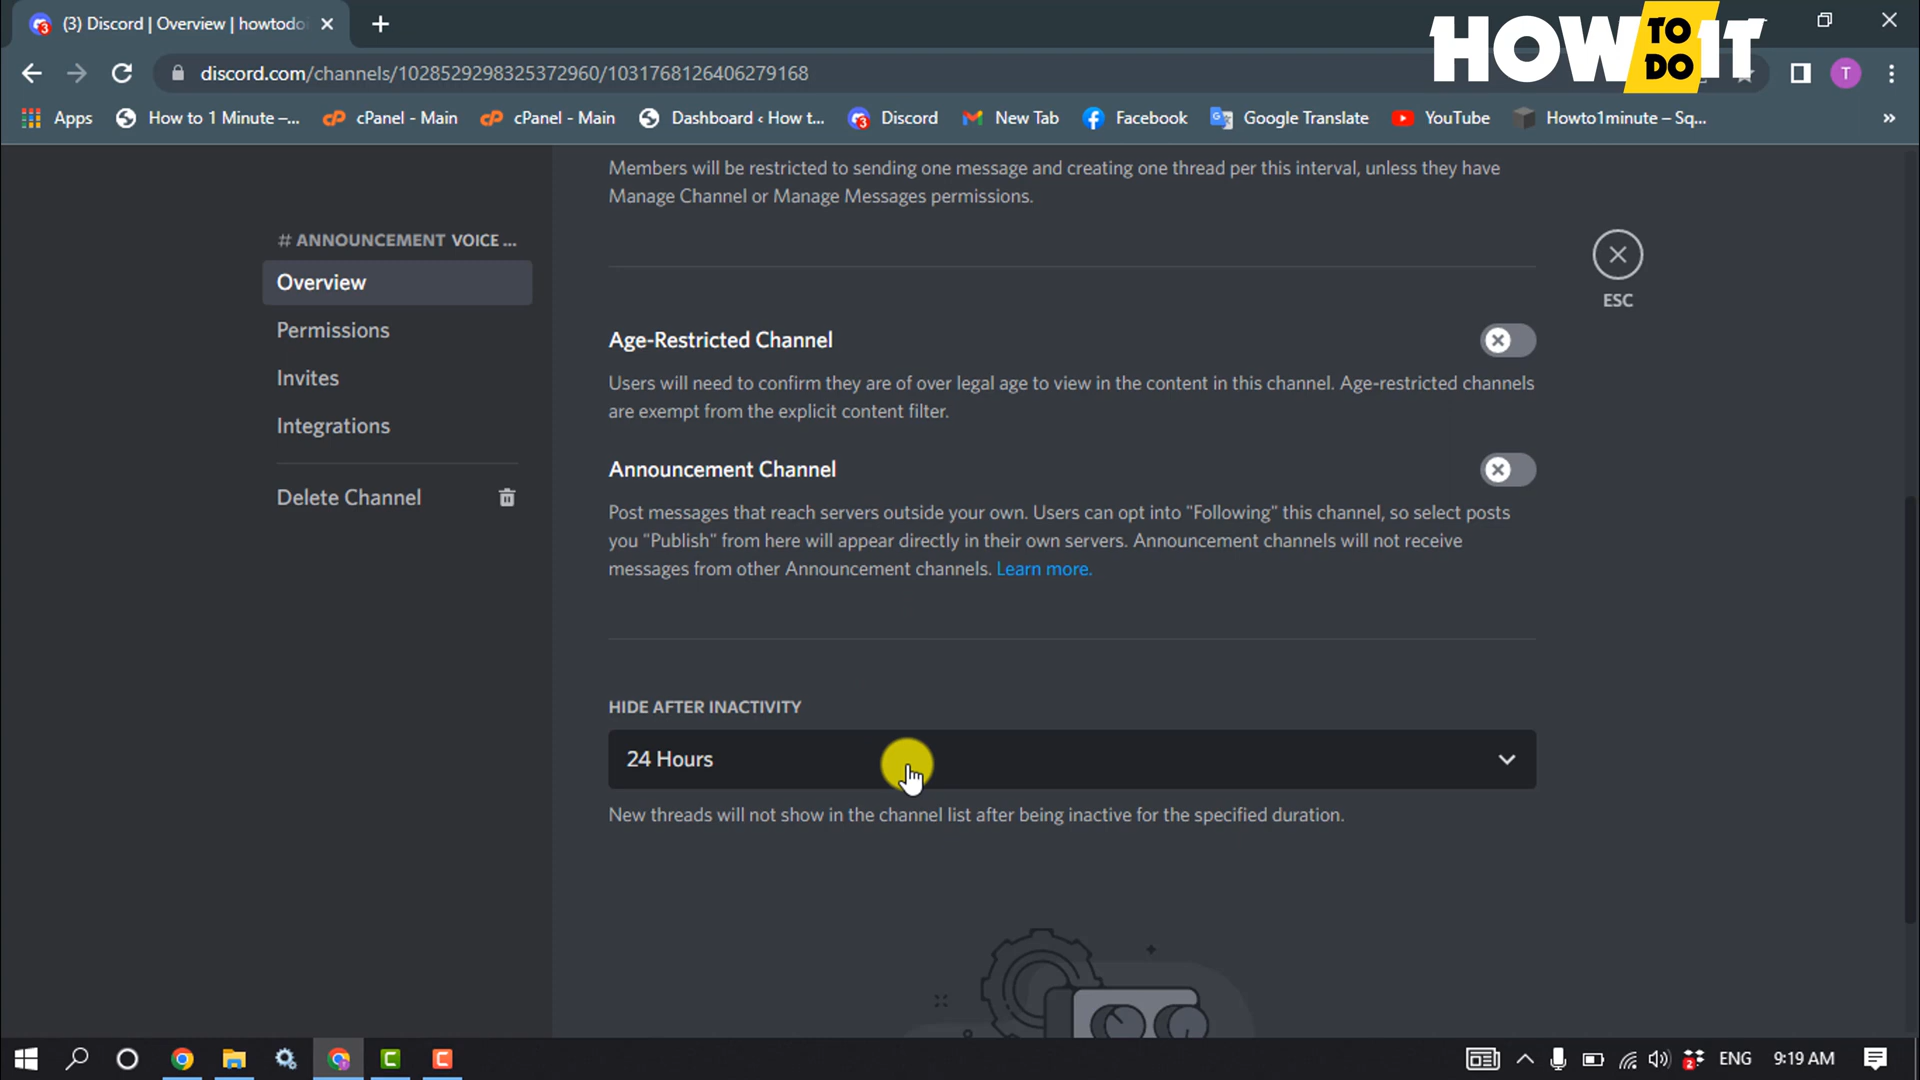 (3) Discord | Overview | howtodoi
HOW TO DO 1T
discord.com/channels/1028529298325372960/1031768126406279168
T
Apps
How to 1 Minute –...
cPanel - Main
cPanel - Main
Dashboard ‹ How t...
Discord
New Tab
Facebook
Google Translate
YouTube
Howto1minute – Sq...
»
Members will be restricted to sending one message and creating one thread per this interval, unless they have
Manage Channel or Manage Messages permissions.
# ANNOUNCEMENT VOICE ...
Overview
Permissions
Invites
Integrations
Delete Channel
ESC
Age-Restricted Channel
Users will need to confirm they are of over legal age to view in the content in this channel. Age-restricted channels
are exempt from the explicit content filter.
Announcement Channel
Post messages that reach servers outside your own. Users can opt into "Following" this channel, so select posts
you "Publish" from here will appear directly in their own servers. Announcement channels will not receive
messages from other Announcement channels. Learn more.
HIDE AFTER INACTIVITY
24 Hours
New threads will not show in the channel list after being inactive for the specified duration.
ENG
9:19 AM